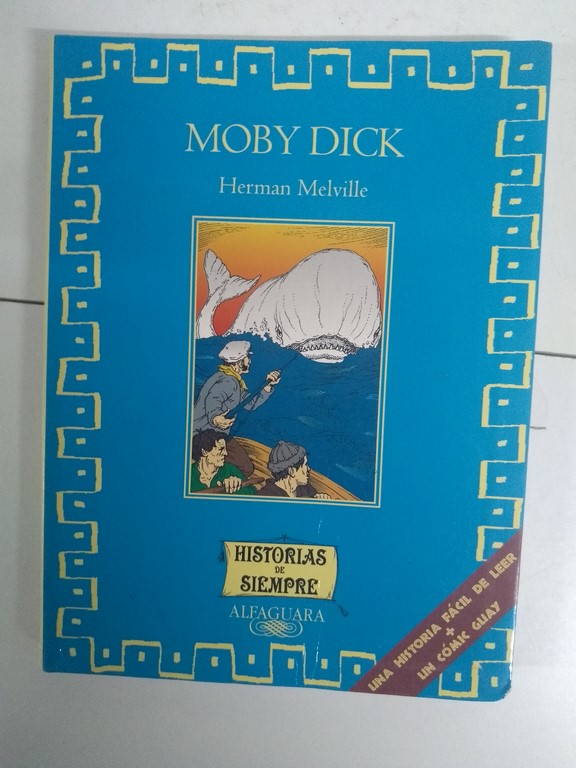 MOBY DICK
Herman Melville
HISTORIAS
DE
SIEMPRE
ALFAGUARA
UNA HISTORIA FÁCIL DE LEER
+
UN CÓMIC GUAY